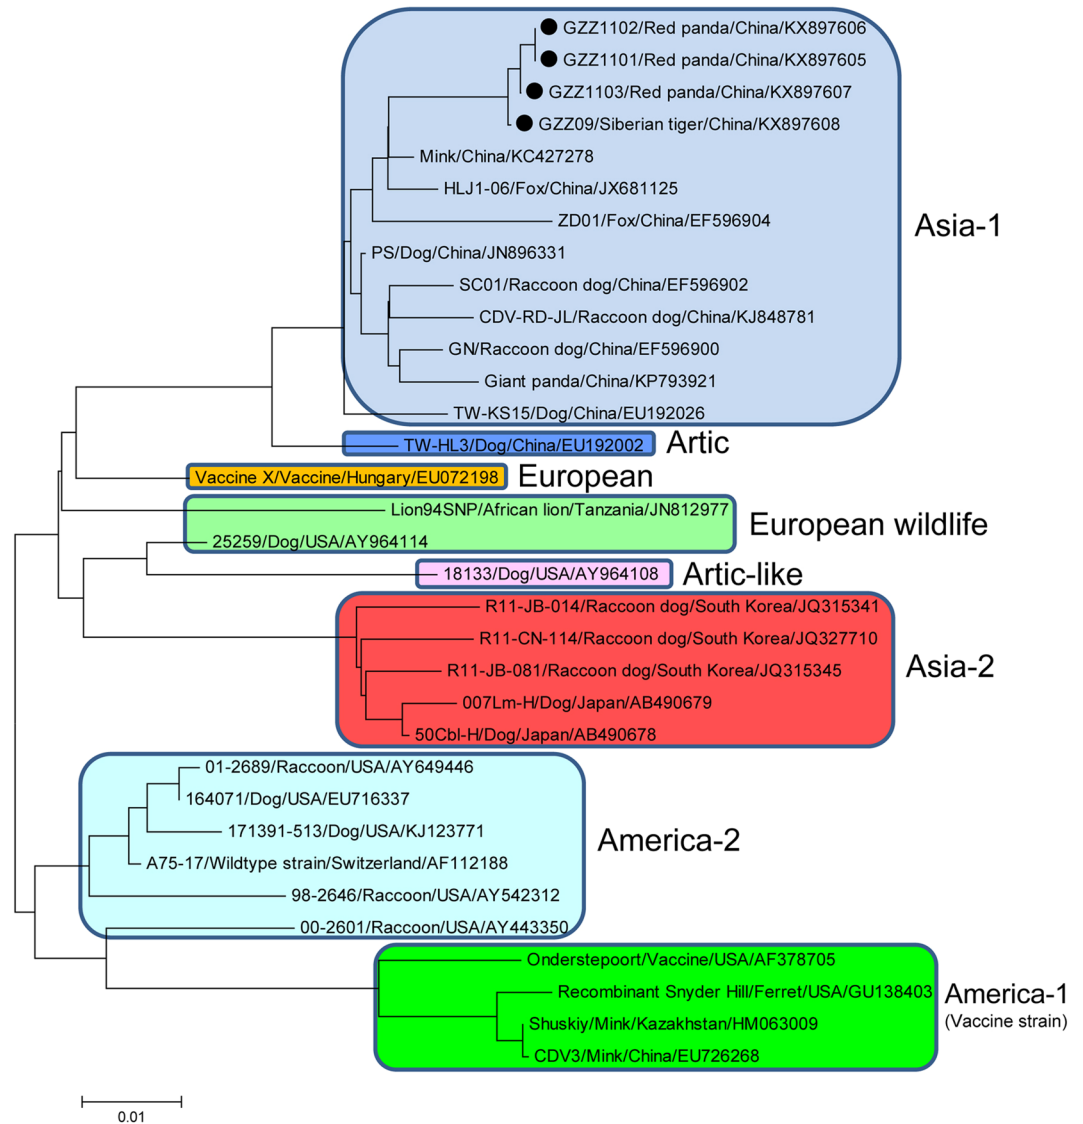 GZZ1102/Red panda/China/KX897606
GZZ1101/Red panda/China/KX897605
GZZ1103/Red panda/China/KX897607
GZZ09/Siberian tiger/China/KX897608
Mink/China/KC427278
HLJ1-06/Fox/China/JX681125
ZD01/Fox/China/EF596904
Asia-1
PS/Dog/China/JN896331
SC01/Raccoon dog/China/EF596902
CDV-RD-JL/Raccoon dog/China/KJ848781
GN/Raccoon dog/China/EF596900
Giant panda/China/KP793921
TW-KS15/Dog/China/EU192026
TW-HL3/Dog/China/EU192002
Artic
Vaccine X/Vaccine/Hungary/EU072198
European
Lion94SNP/African lion/Tanzania/JN812977
European wildlife
25259/Dog/USA/AY964114
18133/Dog/USA/AY964108
Artic-like
R11-JB-014/Raccoon dog/South Korea/JQ315341
R11-CN-114/Raccoon dog/South Korea/JQ327710
Asia-2
R11-JB-081/Raccoon dog/South Korea/JQ315345
007Lm-H/Dog/Japan/AB490679
50Cbl-H/Dog/Japan/AB490678
01-2689/Raccoon/USA/AY649446
164071/Dog/USA/EU716337
171391-513/Dog/USA/KJ123771
America-2
A75-17/Wildtype strain/Switzerland/AF112188
98-2646/Raccoon/USA/AY542312
00-2601/Raccoon/USA/AY443350
Onderstepoort/Vaccine/USA/AF378705
Recombinant Snyder Hill/Ferret/USA/GU138403
America-1
(Vaccine strain)
Shuskiy/Mink/Kazakhstan/HM063009
CDV3/Mink/China/EU726268
0.01